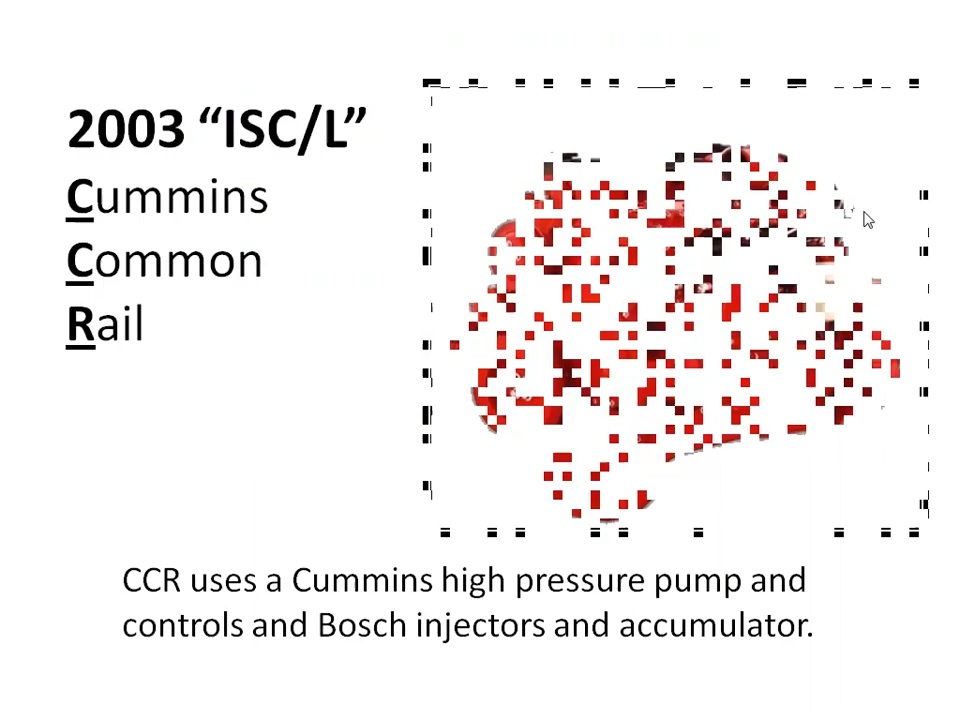 2003 “ISC/L”
Cummins
Common
Rail
CCR uses a Cummins high pressure pump and
controls and Bosch injectors and accumulator.